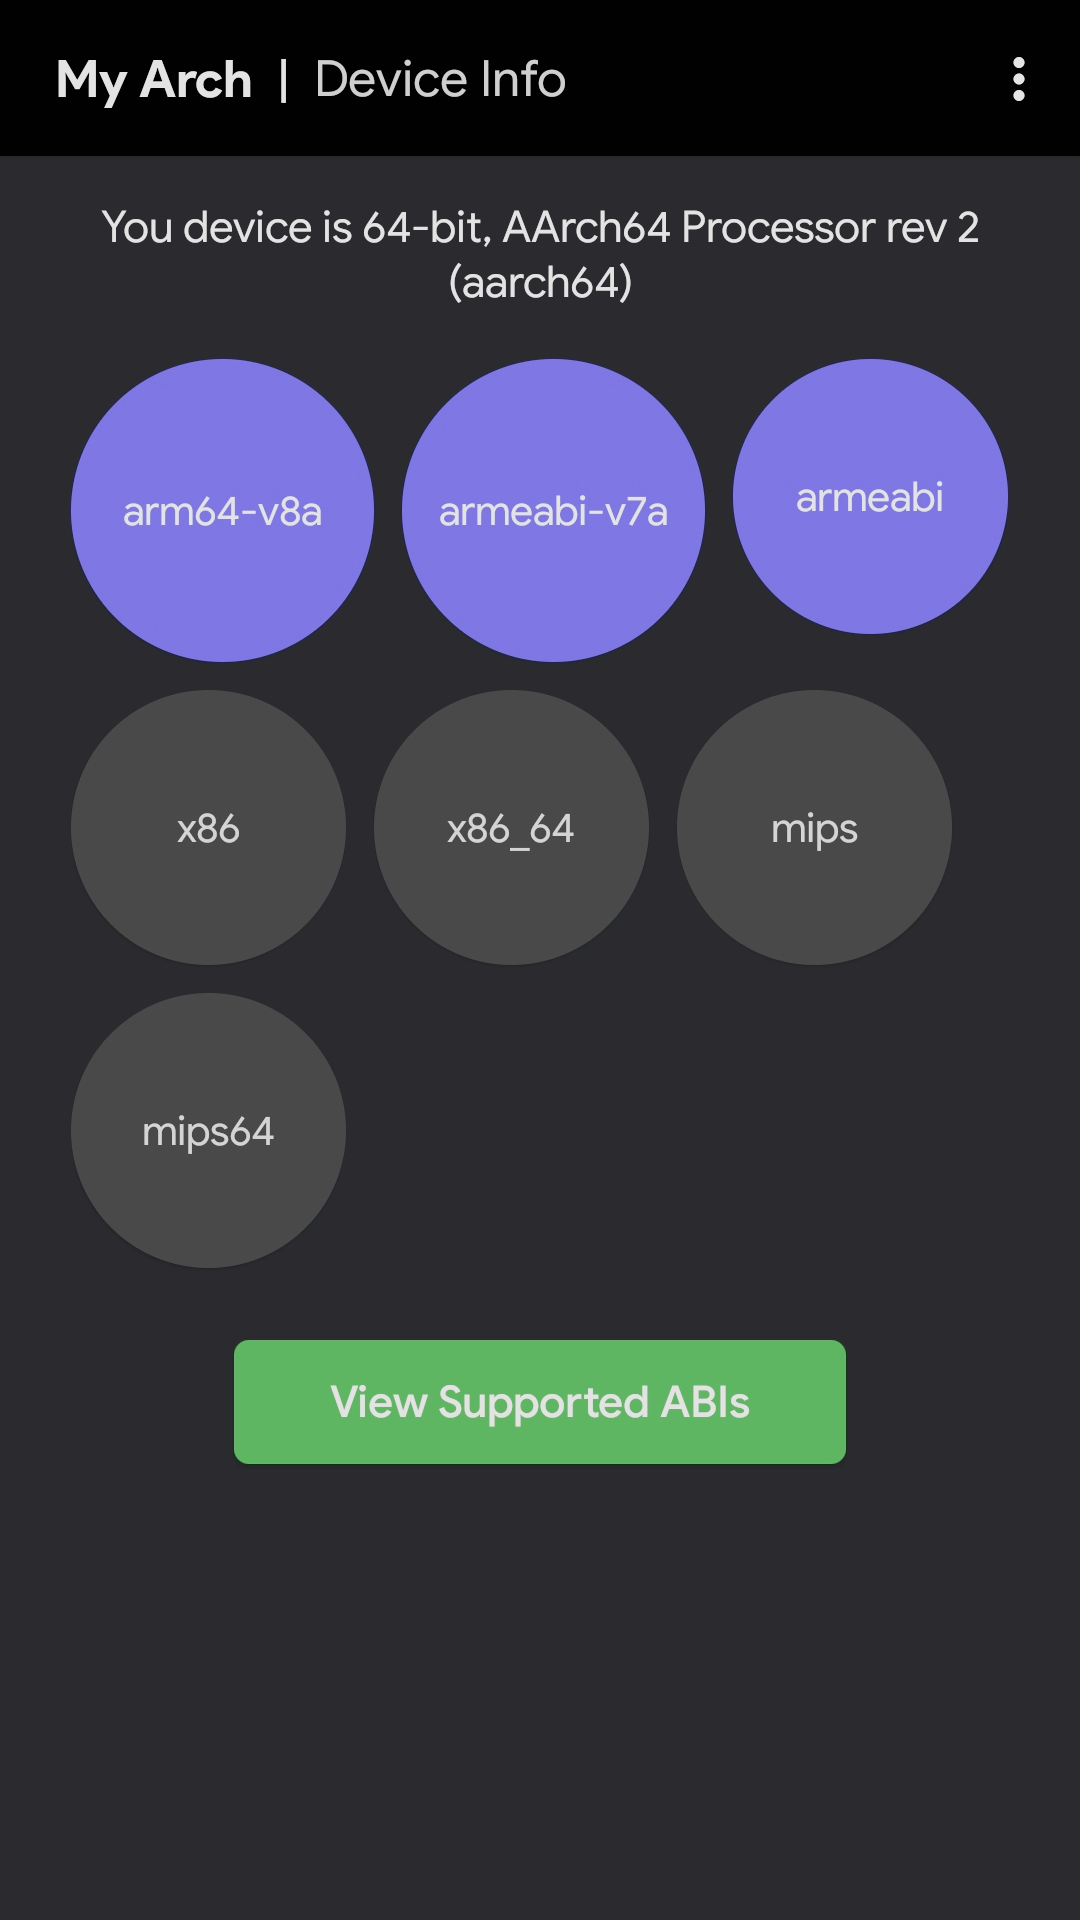 My Arch | Device Info
You device is 64-bit, AArch64 Processor rev 2
(aarch64)
arm64-v8a armeabi-v7a armeabi
x86 x86_64 mips
mips64
View Supported ABIs